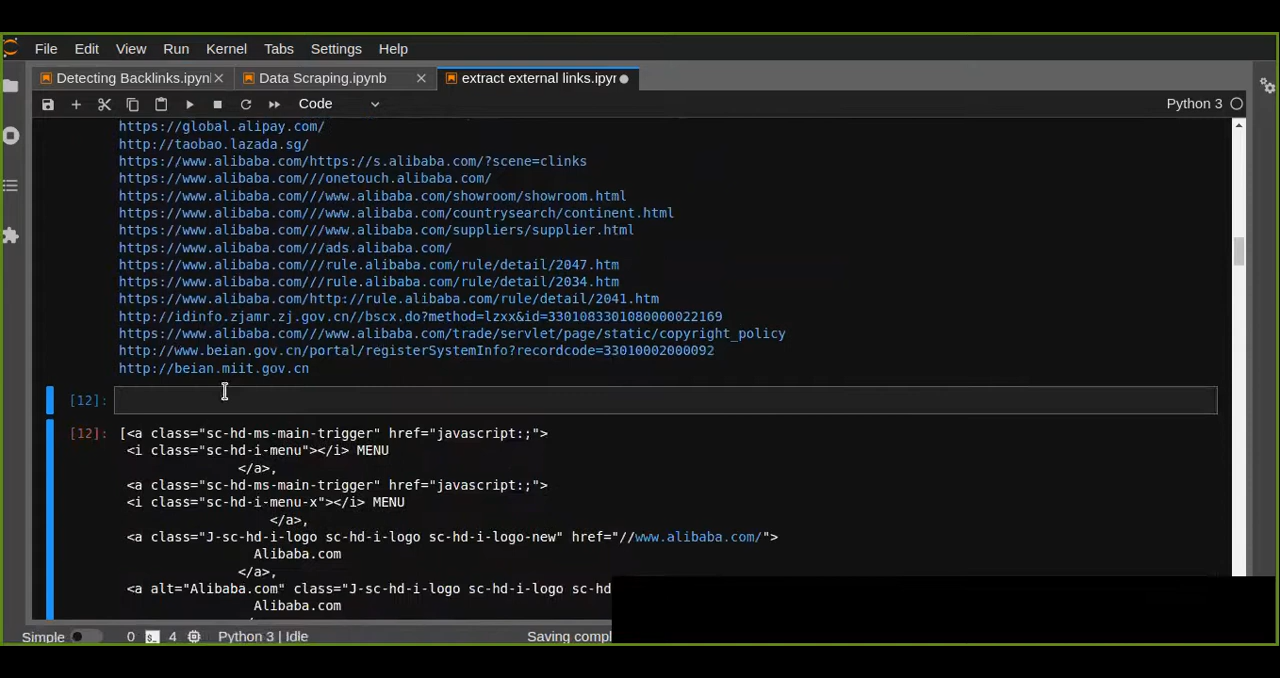 File Edit View Run Kernel Tabs Settings Help
Detecting Backlinks.ipynl Data Scraping.ipynb extract external links.ipyr
Code Python 3
https://global.alipay.com/
http://taobao.lazada.sg/
https://www.alibaba.com/https://s.alibaba.com/?scene=clinks
https://www.alibaba.com///onetouch.alibaba.com/
https://www.alibaba.com///www.alibaba.com/showroom/showroom.html
https://www.alibaba.com///www.alibaba.com/countrysearch/continent.html
https://www.alibaba.com///www.alibaba.com/suppliers/supplier.html
https://www.alibaba.com///ads.alibaba.com/
https://www.alibaba.com///rule.alibaba.com/rule/detail/2047.htm
https://www.alibaba.com///rule.alibaba.com/rule/detail/2034.htm
https://www.alibaba.com/http://rule.alibaba.com/rule/detail/2041.htm
http://idinfo.zjamr.zj.gov.cn//bscx.do?method=lzxx&id=3301083301080000022169
https://www.alibaba.com///www.alibaba.com/trade/servlet/page/static/copyright_policy
http://www.beian.gov.cn/portal/registerSystemInfo?recordcode=33010002000092
http://beian.miit.gov.cn
[12]:
[12]: [<a class="sc-hd-ms-main-trigger" href="javascript:;">
<i class="sc-hd-i-menu"></i> MENU
</a>,
<a class="sc-hd-ms-main-trigger" href="javascript:;">
<i class="sc-hd-i-menu-x"></i> MENU
</a>,
<a class="J-sc-hd-i-logo sc-hd-i-logo sc-hd-i-logo-new" href="//www.alibaba.com/">
Alibaba.com
</a>,
<a alt="Alibaba.com" class="J-sc-hd-i-logo sc-hd-i-logo sc-hd
Alibaba.com
Simple 0 4 Python 3 | Idle Saving compl